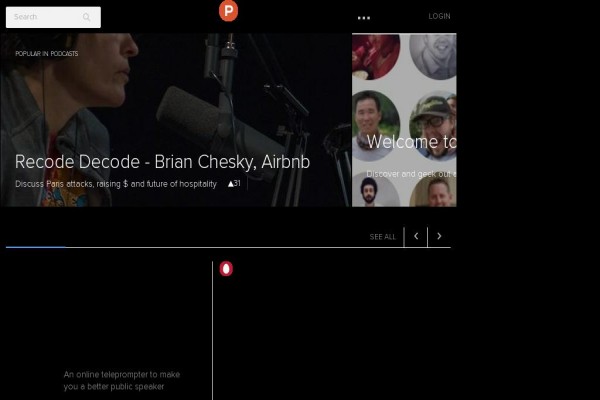 Search
P
LOGIN
POPULAR IN PODCASTS
Recode Decode - Brian Chesky, Airbnb
Discuss Paris attacks, raising $ and future of hospitality ▲31
Welcome to
Discover and geek out
SEE ALL
An online teleprompter to make
you a better public speaker